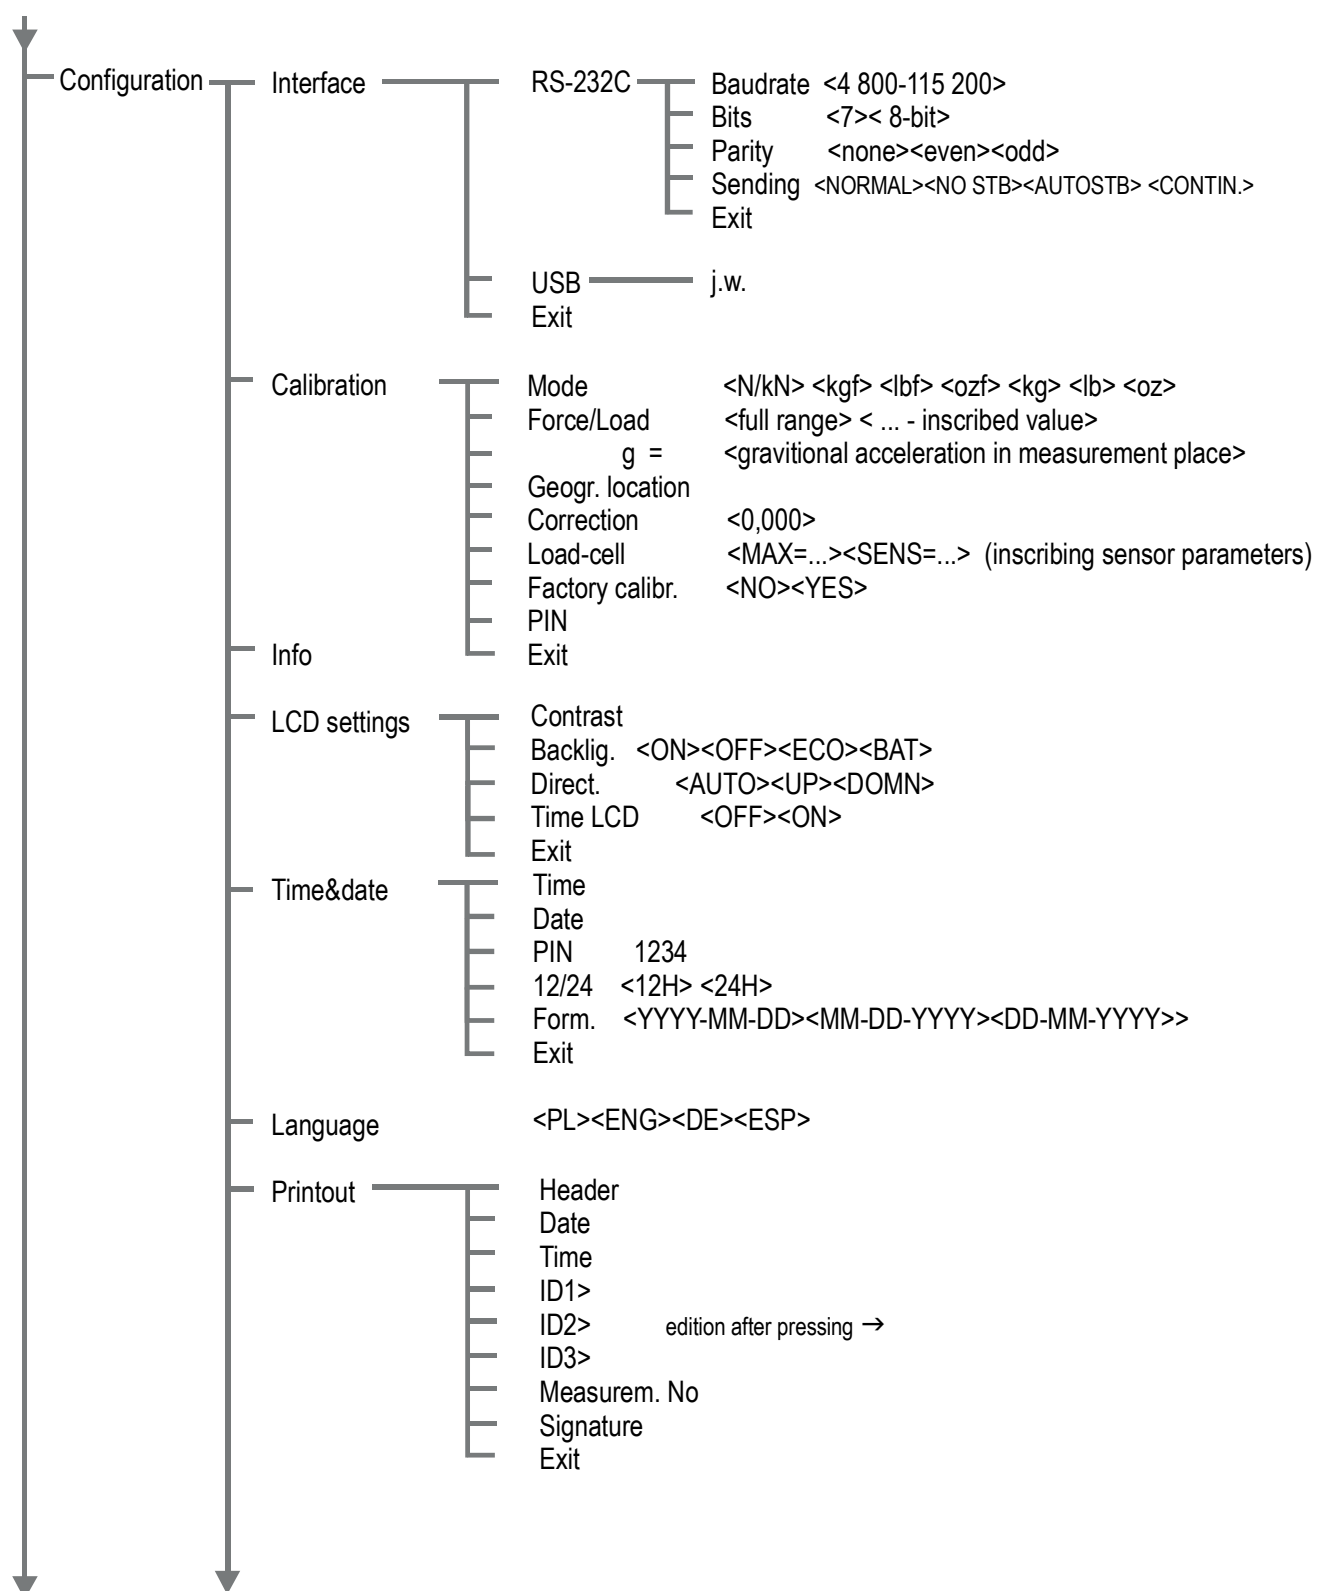 Configuration Interface RS-232C Baudrate <4 800-115 200>
Bits <7>< 8-bit>
Parity <none><even><odd>
Sending <NORMAL><NO STB><AUTOSTB> <CONTIN.>
Exit
USB j.w.
Exit
Calibration Mode <N/kN> <kgf> <lbf> <ozf> <kg> <lb> <oz>
Force/Load <full range> < ... - inscribed value>
g = <gravitional acceleration in measurement place>
Geogr. location
Correction <0,000>
Load-cell <MAX=...><SENS=...> (inscribing sensor parameters)
Factory calibr. <NO><YES>
PIN
Info Exit
LCD settings Contrast
Backlig. <ON><OFF><ECO><BAT>
Direct. <AUTO><UP><DOMN>
Time LCD <OFF><ON>
Exit
Time&date Time
Date
PIN 1234
12/24 <12H> <24H>
Form. <YYYY-MM-DD><MM-DD-YYYY><DD-MM-YYYY>>
Exit
Language <PL><ENG><DE><ESP>
Printout Header
Date
Time
ID1>
ID2> edition after pressing →
ID3>
Measurem. No
Signature
Exit